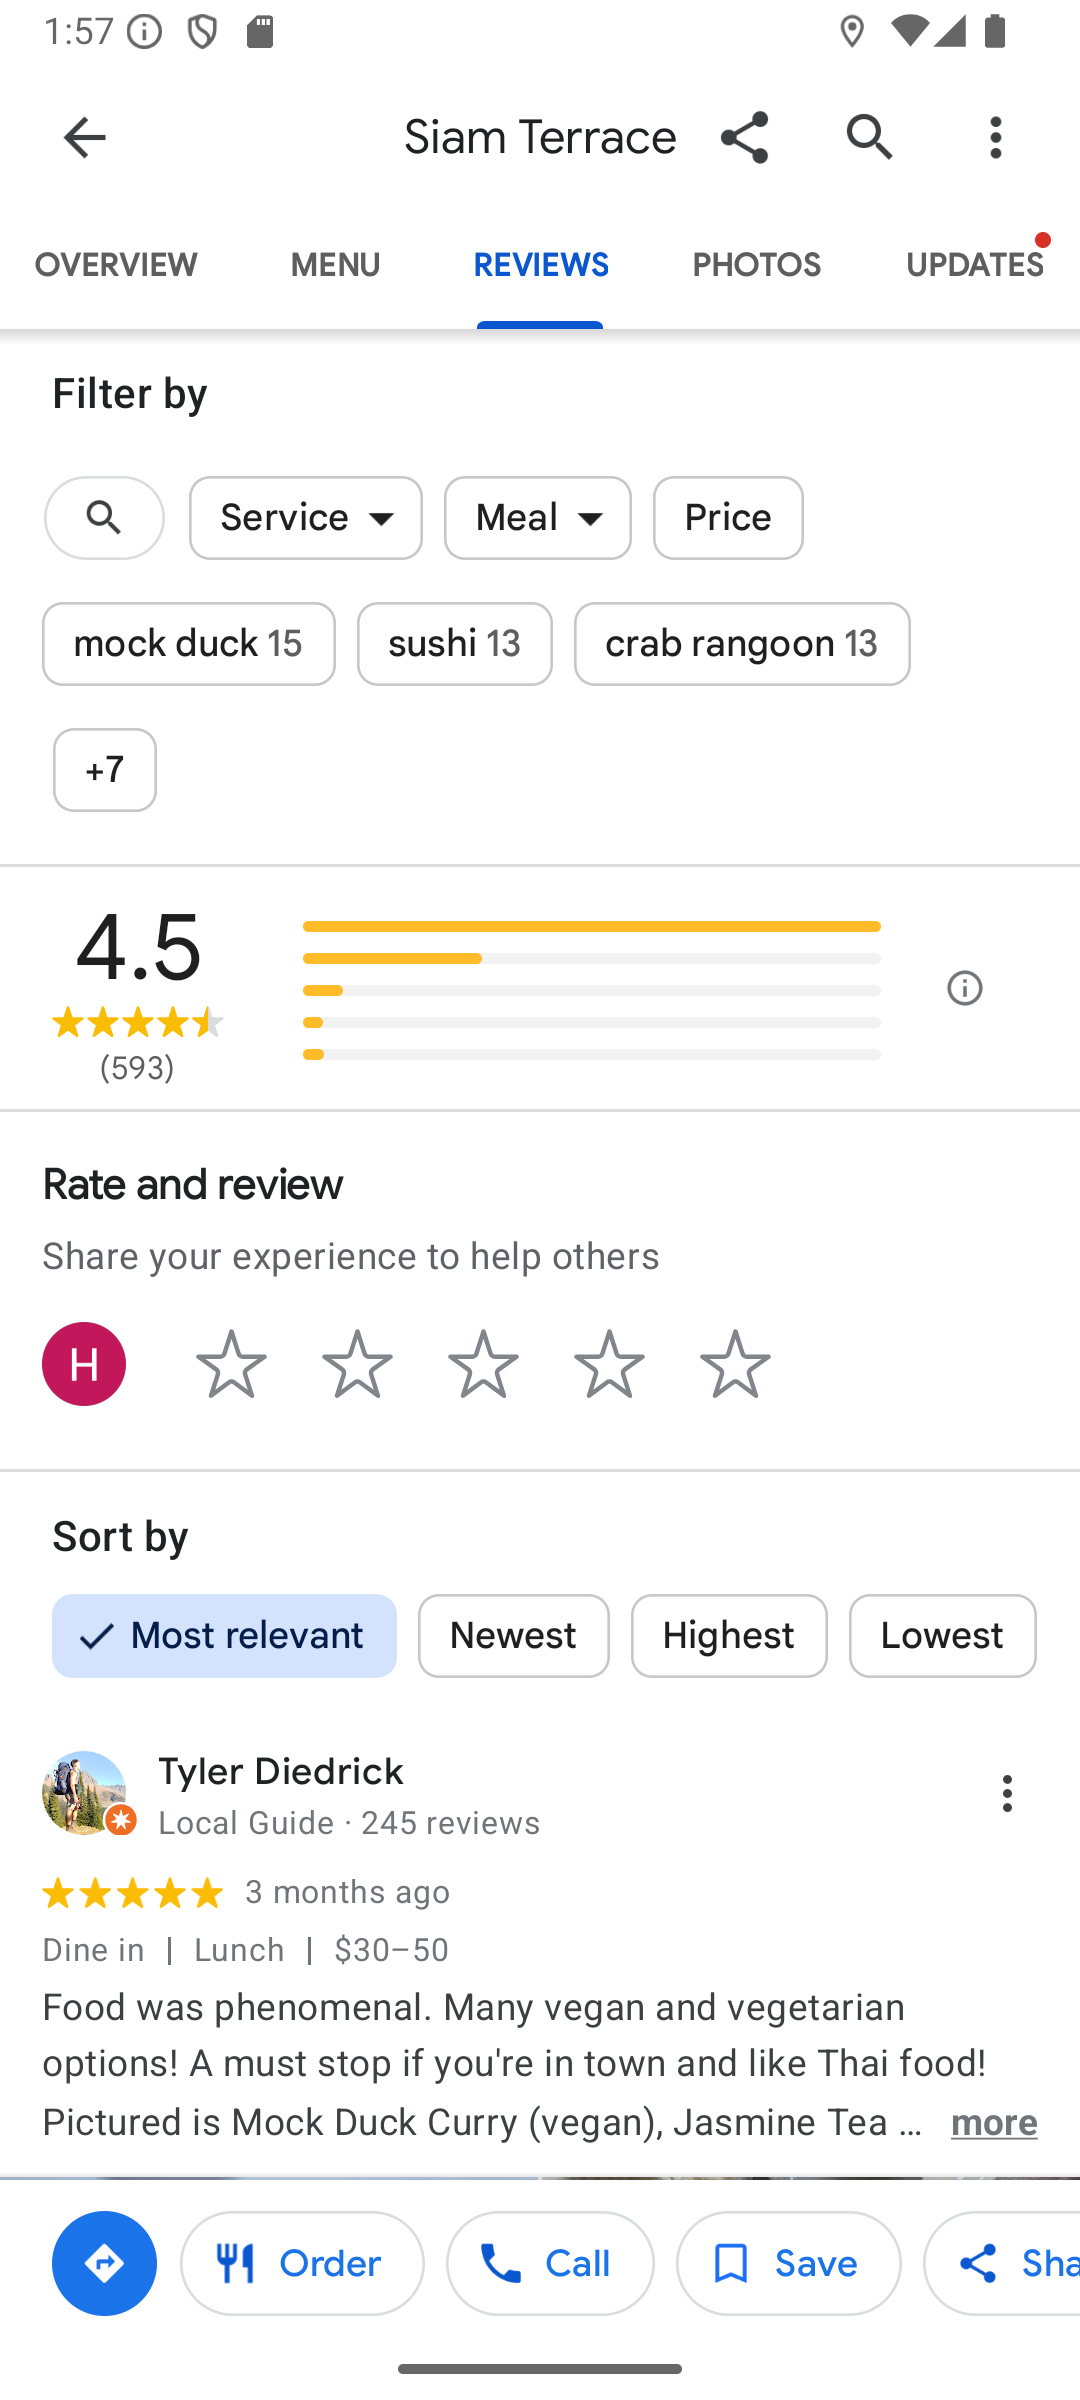 1:57
Siam Terrace
OVERVIEW MENU REVIEWS PHOTOS UPDATES
Filter by
Service Meal Price
mock duck 15 sushi 13 crab rangoon 13
+7
4.5
(593)
Rate and review
Share your experience to help others
H
Sort by
Most relevant Newest Highest Lowest
Tyler Diedrick
Local Guide · 245 reviews
3 months ago
Dine in | Lunch | $30–50
Food was phenomenal. Many vegan and vegetarian
options! A must stop if you're in town and like Thai food!
Pictured is Mock Duck Curry (vegan), Jasmine Tea … more
Order Call Save Sha